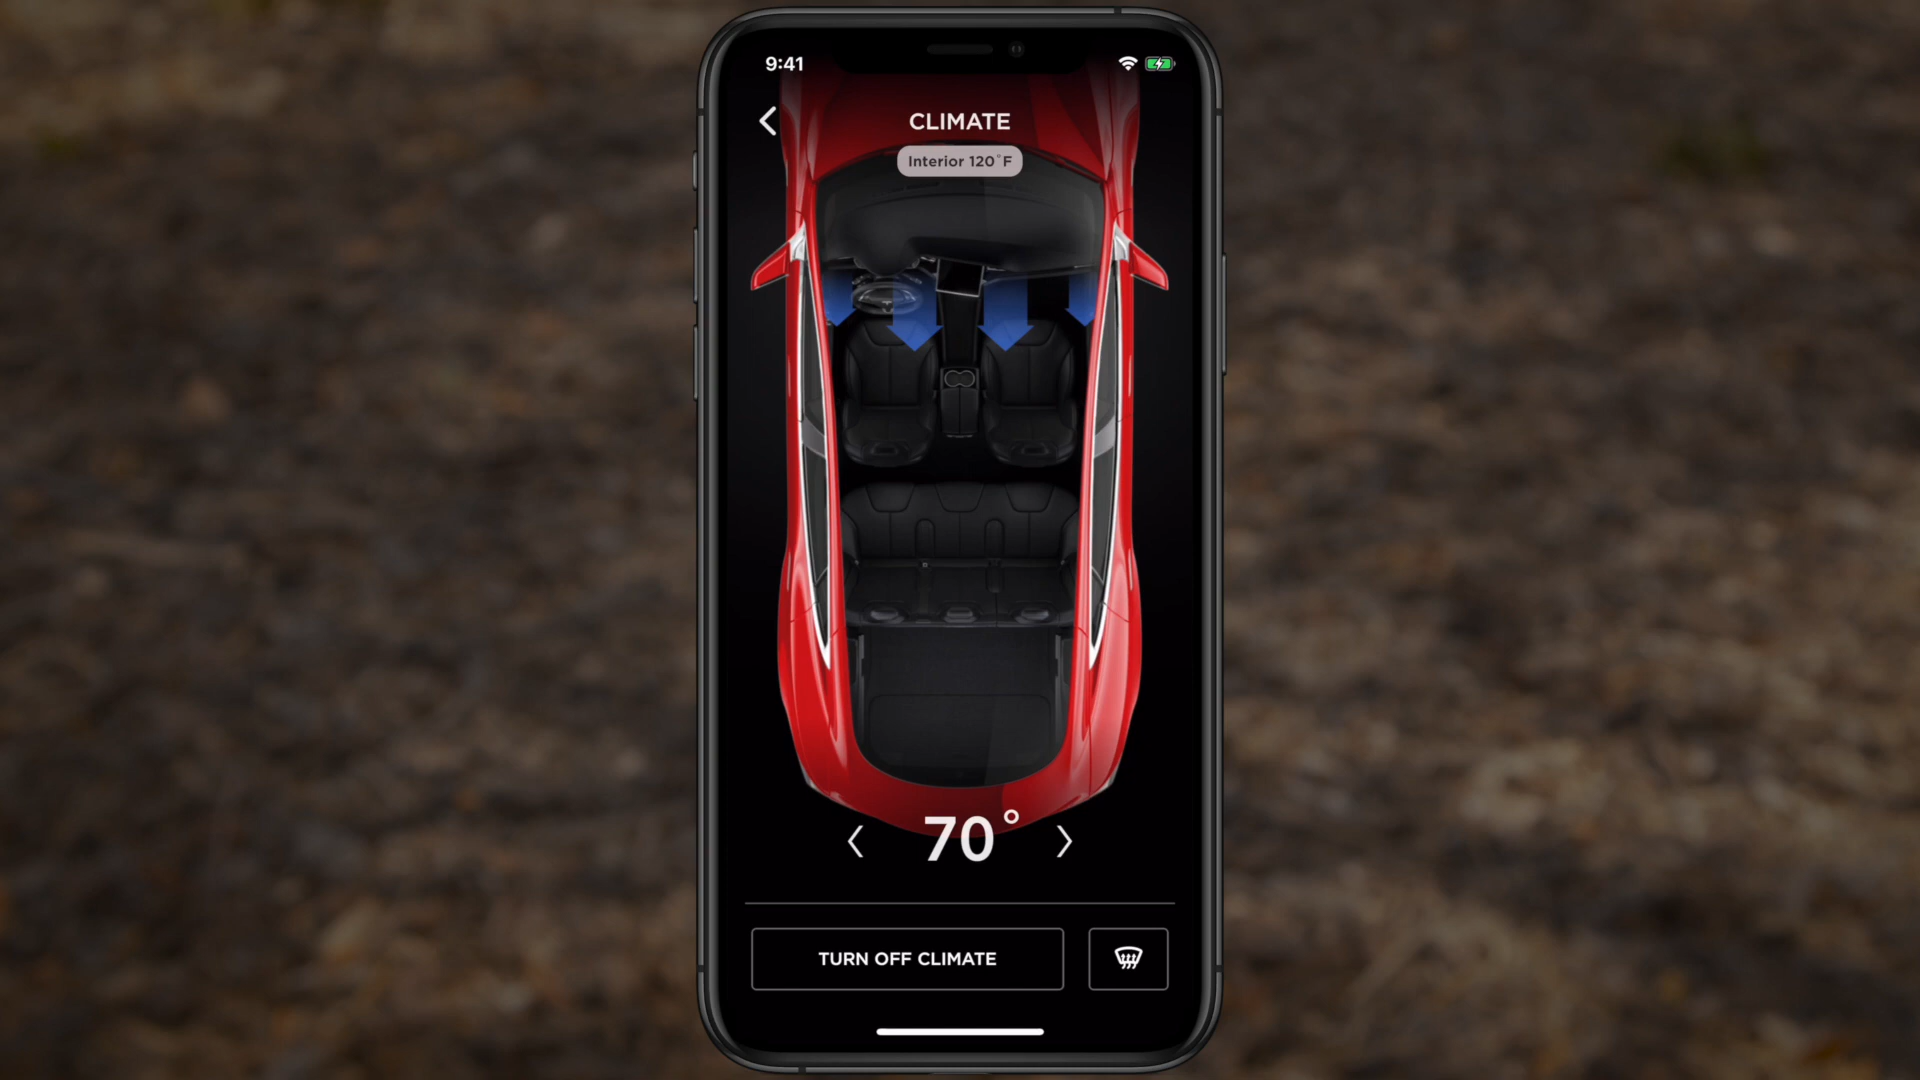 9:41
CLIMATE
Interior 120°F
70°
TURN OFF CLIMATE